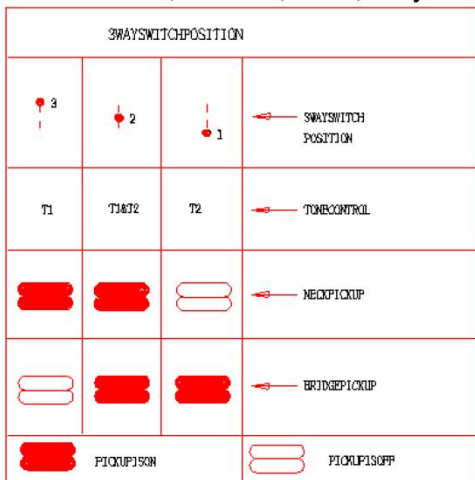 3WAYSWITCHPOSITION
3
2
1
3WAYSWITCH
POSITION
T1
T1&T2
T2
TONECONTROL
NECKPICKUP
BRIDGEPICKUP
PICKUPISON
PICKUPISOFF